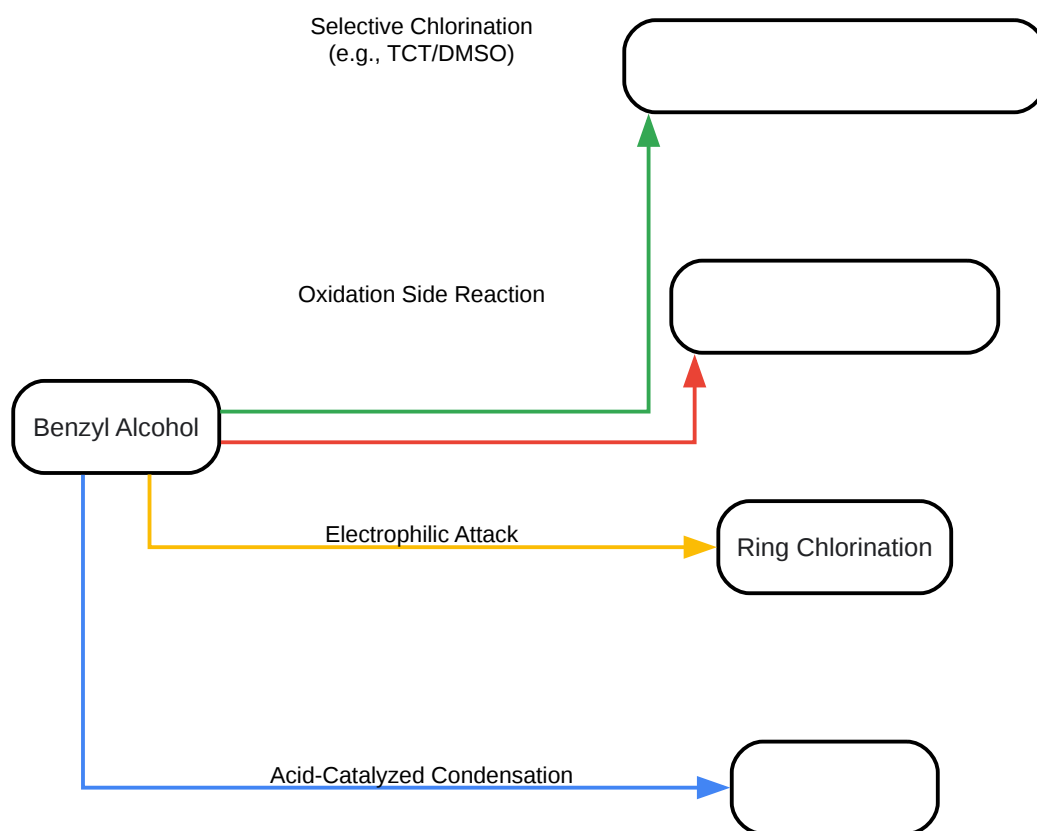 Selective Chlorination
(e.g., TCT/DMSO)
Oxidation Side Reaction
Benzyl Alcohol
Electrophilic Attack
Ring Chlorination
Acid-Catalyzed Condensation